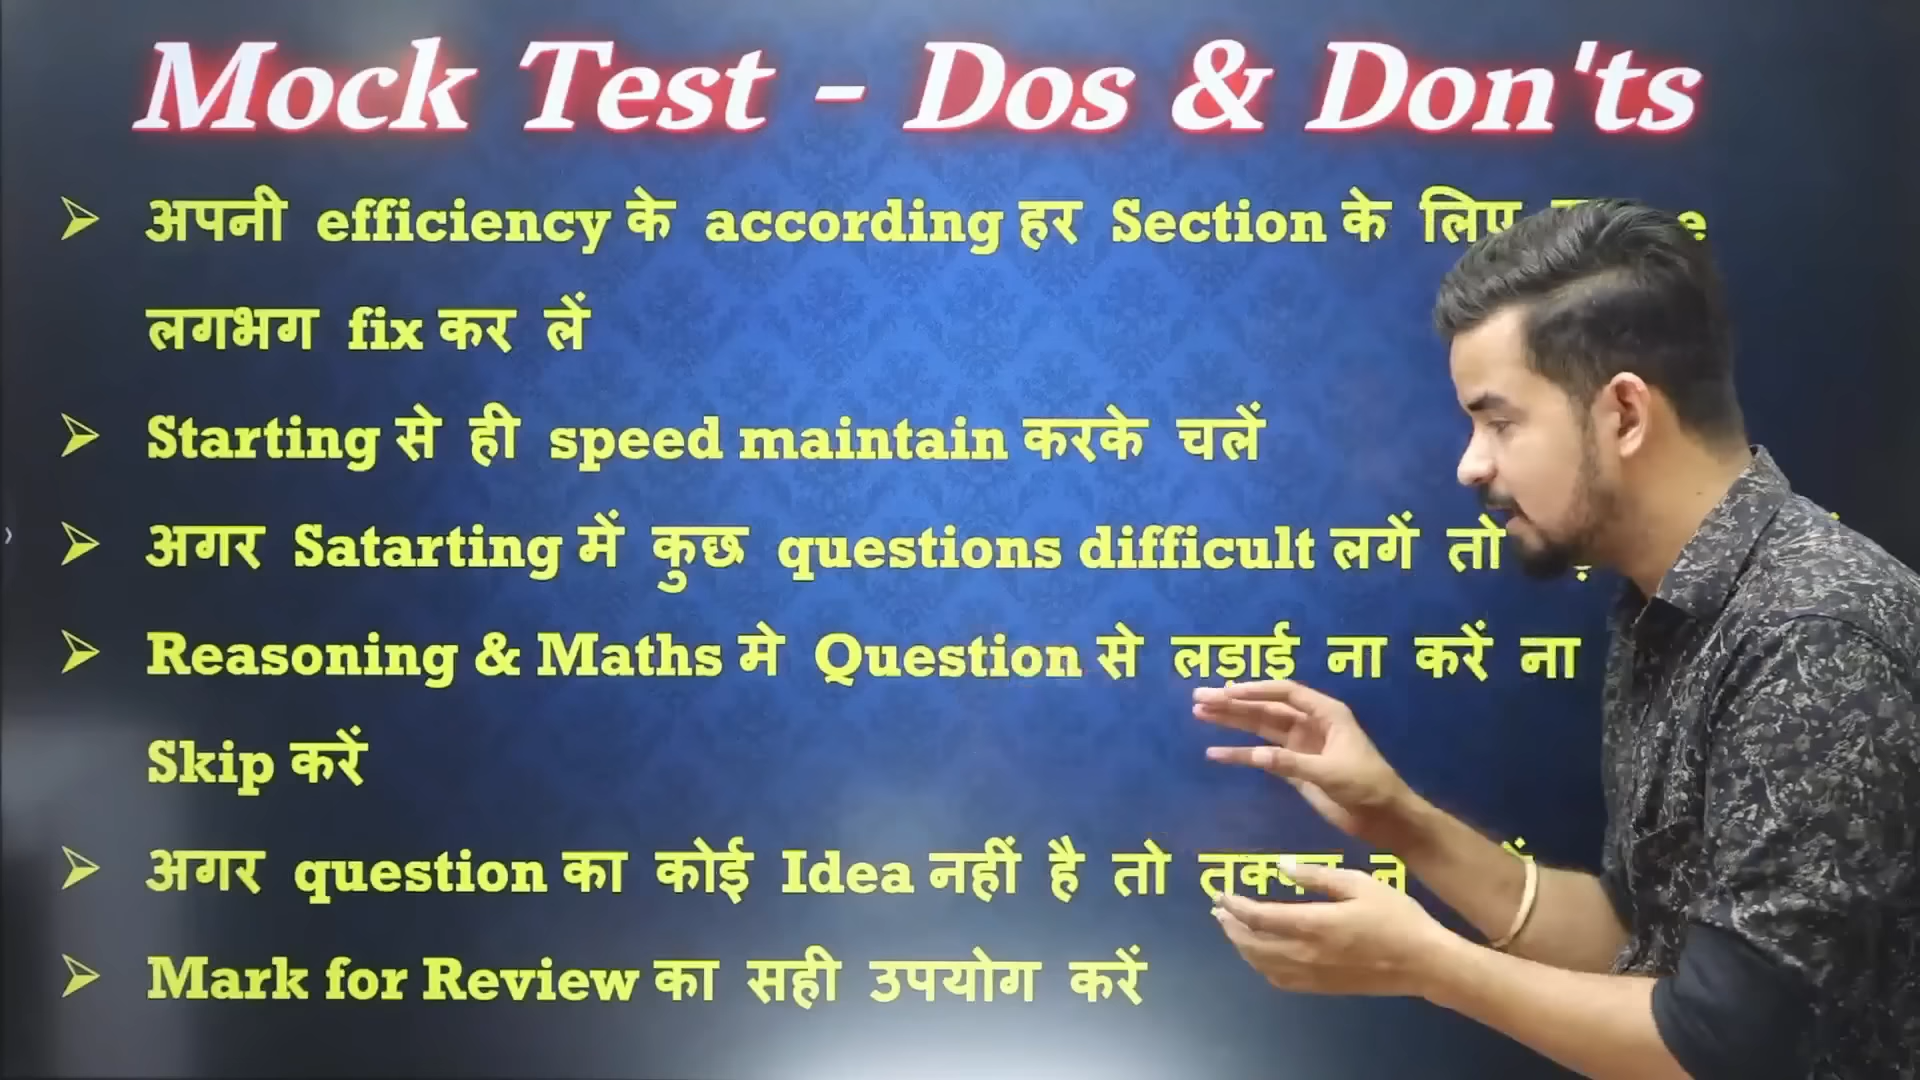 Mock Test - Dos & Don'ts
अपनी efficiency के according हर Section के लिए
लगभग fix कर लें
Starting से ही speed maintain करके चलें
अगर Satarting में कुछ questions difficult लगें तो
Reasoning & Maths मे Question से लड़ाई ना करें ना
Skip करें
अगर question का कोई Idea नहीं है तो
Mark for Review का सही उपयोग करें